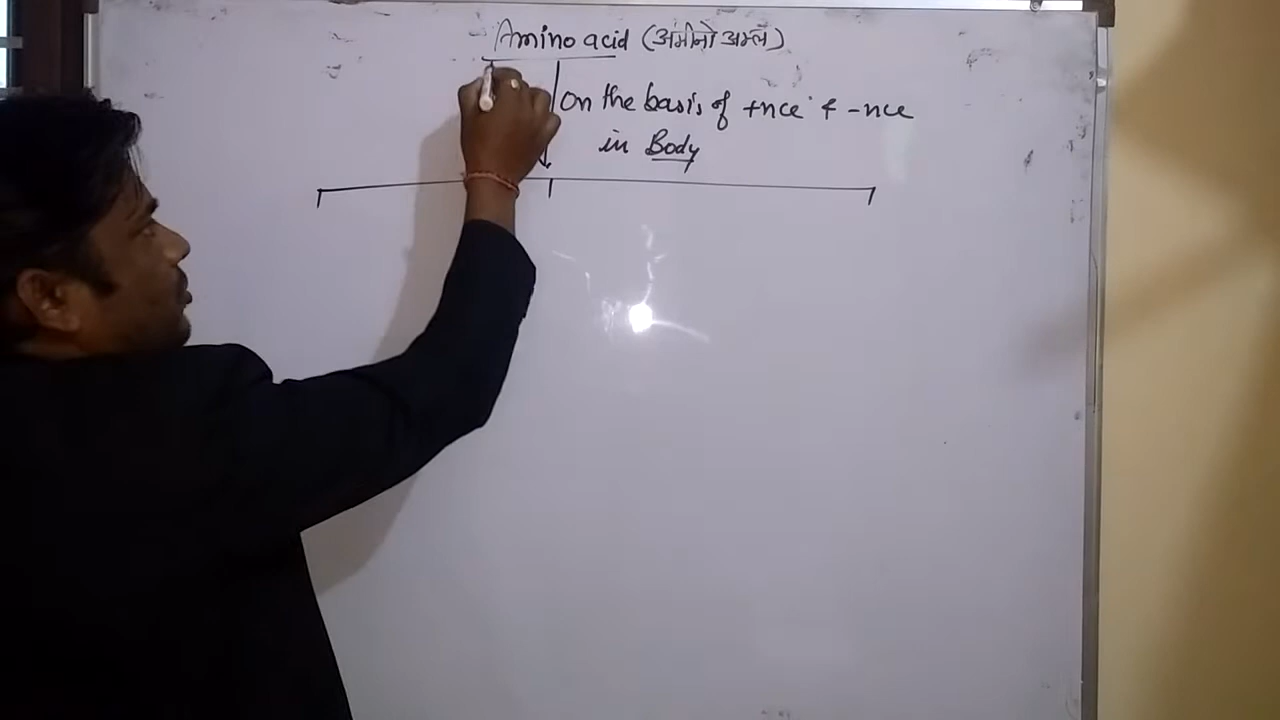 Amino acid (अमीनो अम्ल)
On the basis of +nce & -nce
in Body